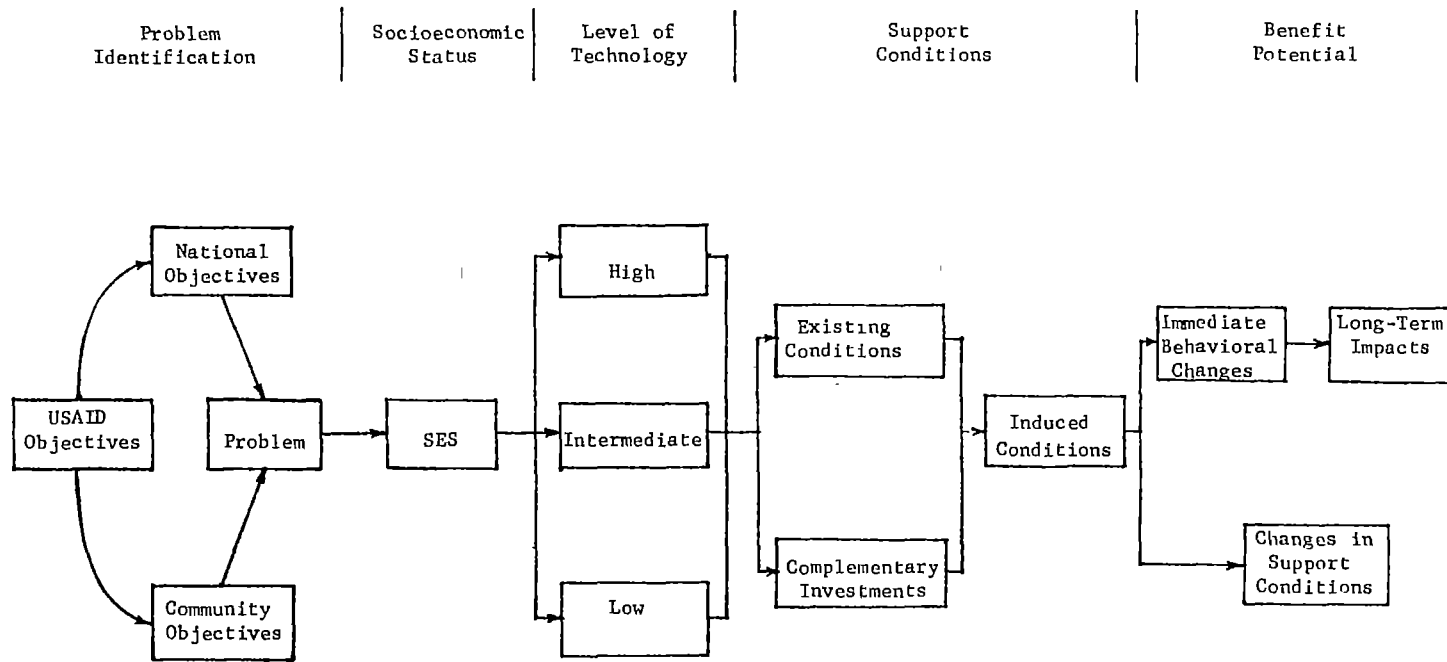 Problem
Identification
Socioeconomic
Status
Level of
Technology
Support
Conditions
Benefit
Potential
National
Objectives
High
Existing
Conditions
Immediate
Behavioral
Changes
Long-Term
Impacts
USAID
Objectives
Problem
SES
Intermediate
Induced
Conditions
Community
Objectives
Low
Complementary
Investments
Changes in
Support
Conditions